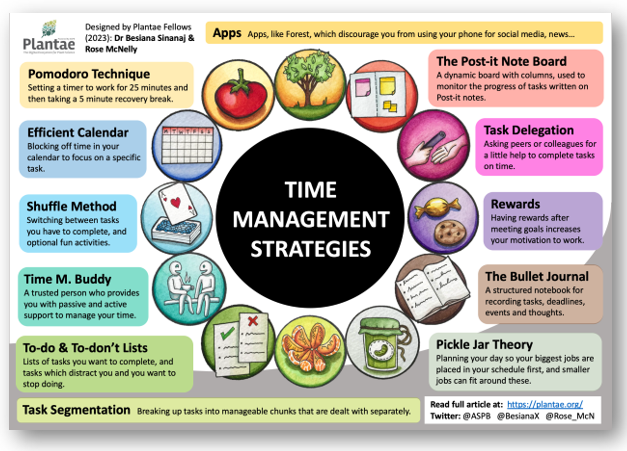 Plantae
Designed by Plantae Fellows
(2023): Dr Besiana Sinanaj &
Rose McNelly
Apps Apps, like Forest, which discourage you from using your phone for social media, news…
Pomodoro Technique
Setting a timer to work for 25 minutes and
then taking a 5 minute recovery break.
The Post-it Note Board
A dynamic board with columns, used to
monitor the progress of tasks written on
Post-it notes.
Efficient Calendar
Blocking off time in your
calendar to focus on a specific
task.
Task Delegation
Asking peers or colleagues for
a little help to complete tasks
on time.
TIME
MANAGEMENT
STRATEGIES
Shuffle Method
Switching between tasks
you have to complete, and
optional fun activities.
Rewards
Having rewards after
meeting goals increases
your motivation to work.
Time M. Buddy
A trusted person who provides
you with passive and active
support to manage your time.
The Bullet Journal
A structured notebook for
recording tasks, deadlines,
events and thoughts.
To-do & To-don't Lists
Lists of tasks you want to complete, and
tasks which distract you and you want to
stop doing.
Pickle Jar Theory
Planning your day so your biggest jobs are
placed in your schedule first, and smaller
jobs can fit around these.
Task Segmentation Breaking up tasks into manageable chunks that are dealt with separately.
Read full article at: https://plantae.org/
Twitter: @ASPB @BesianaX @Rose_McN